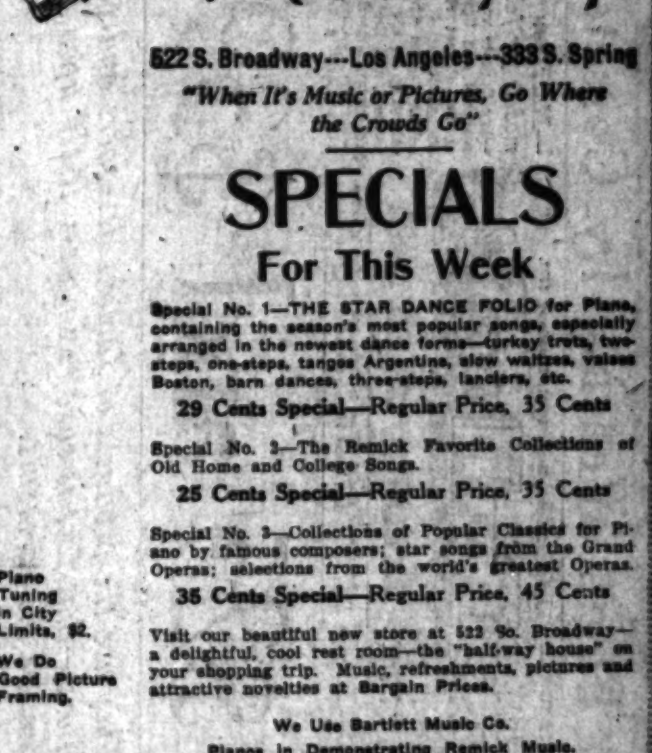 522 S. Broadway---Los Angeles---333 S. Spring
"When It's Music or Pictures, Go Where
the Crowds Go"
SPECIALS
For This Week
Special No. 1—THE STAR DANCE FOLIO for Piano,
containing the season's most popular songs, especially
arranged in the newest dance forms—turkey trots, two-
steps, one-steps, tangos Argentine, slow waltzes, valses
Boston, barn dances, three-steps, lanciers, etc.
29 Cents Special—Regular Price, 35 Cents
Special No. 2—The Remick Favorite Collections of
Old Home and College Songs.
25 Cents Special—Regular Price, 35 Cents
Special No. 3—Collections of Popular Classics for Pi-
ano by famous composers; star songs from the Grand
Operas; selections from the world's greatest Operas.
35 Cents Special—Regular Price, 45 Cents
Visit our beautiful new store at 522 So. Broadway—
a delightful, cool rest room—the "half-way house" on
your shopping trip. Music, refreshments, pictures and
attractive novelties at Bargain Prices.
We Use Bartlett Music Co.
Pianos in Demonstrating Remick Music.
Piano
Tuning
in City
Limits, $2.
We Do
Good Picture
Framing.